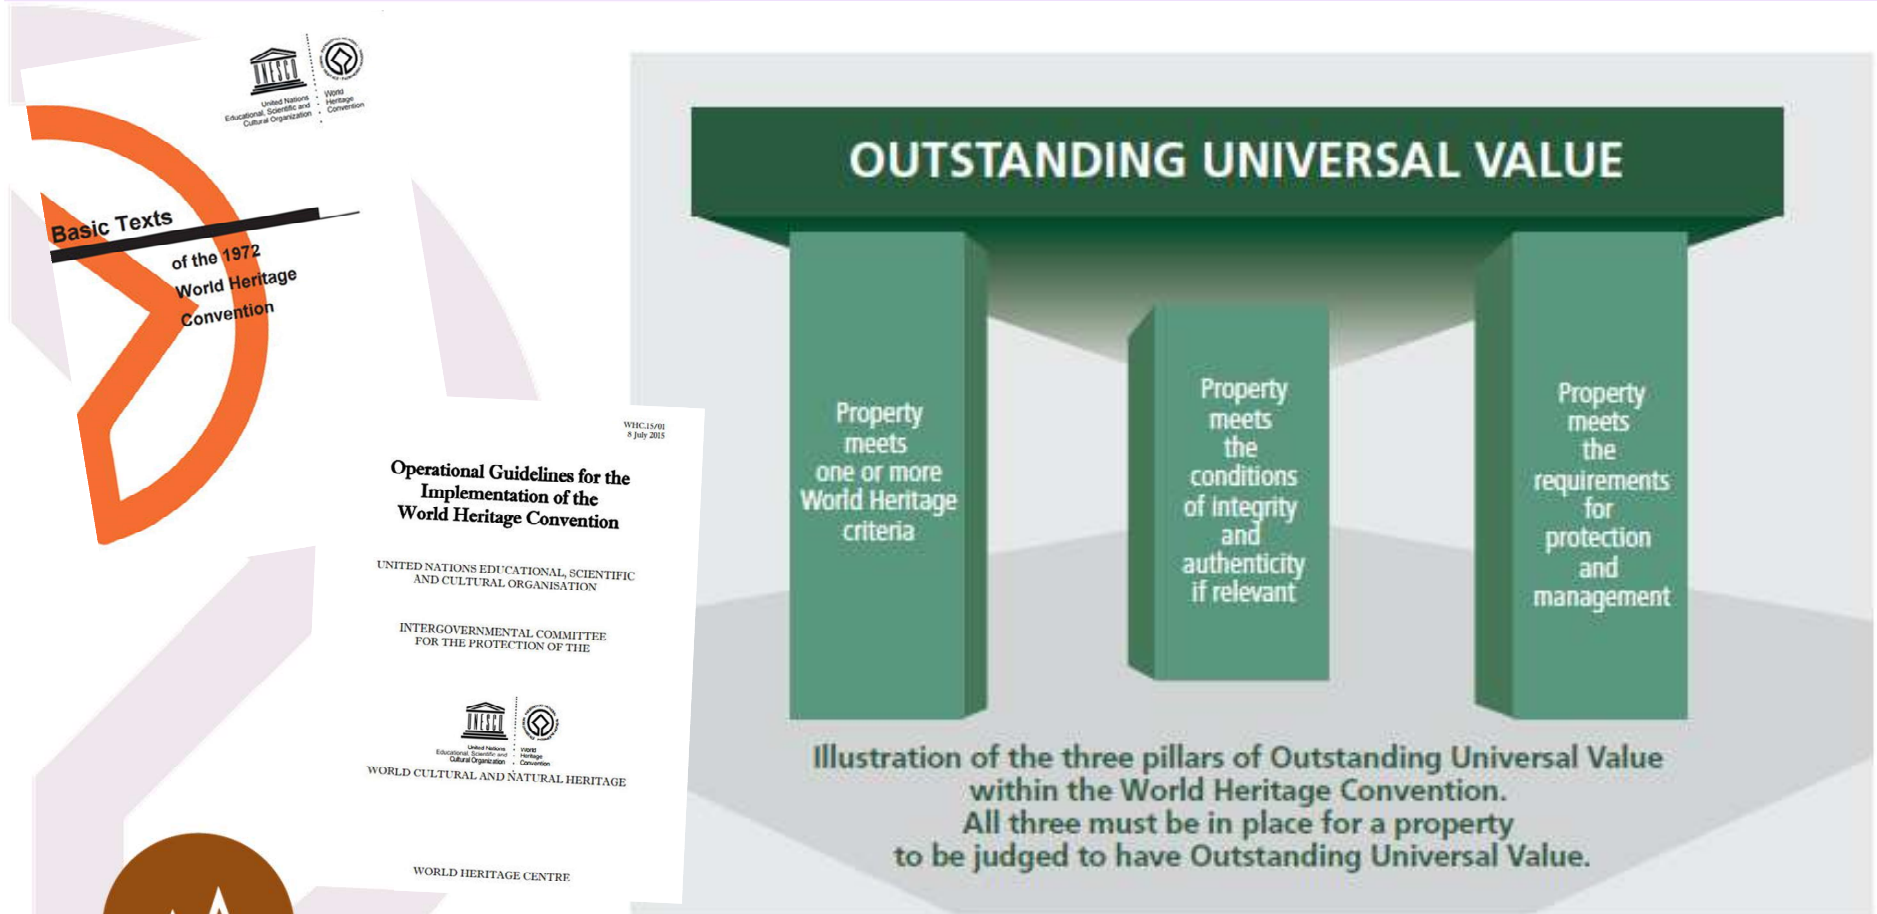 UNESCO
United Nations
Educational, Scientific and
Cultural Organization
World
Heritage
Convention
Basic Texts
of the 1972
World Heritage
Convention
WHC.15/01
8 July 2015
Operational Guidelines for the
Implementation of the
World Heritage Convention
UNITED NATIONS EDUCATIONAL, SCIENTIFIC
AND CULTURAL ORGANISATION
INTERGOVERNMENTAL COMMITTEE
FOR THE PROTECTION OF THE
UNESCO
United Nations
Educational, Scientific and
Cultural Organization
World
Heritage
Convention
WORLD CULTURAL AND NATURAL HERITAGE
WORLD HERITAGE CENTRE
OUTSTANDING UNIVERSAL VALUE
Property
meets
one or more
World Heritage
criteria
Property
meets
the
conditions
of integrity
and
authenticity
if relevant
Property
meets
the
requirements
for
protection
and
management
Illustration of the three pillars of Outstanding Universal Value
within the World Heritage Convention.
All three must be in place for a property
to be judged to have Outstanding Universal Value.